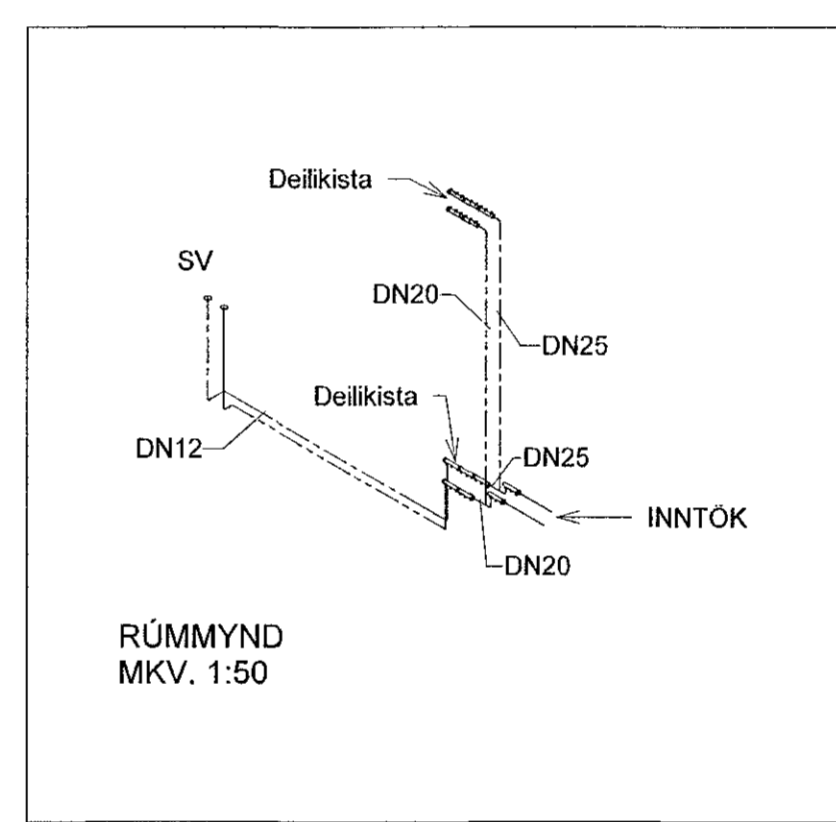 Deilikista
SV
DN20
DN25
Deilikista
DN12
DN25
INNTÖK
DN20
RÚMMYND
MKV. 1:50